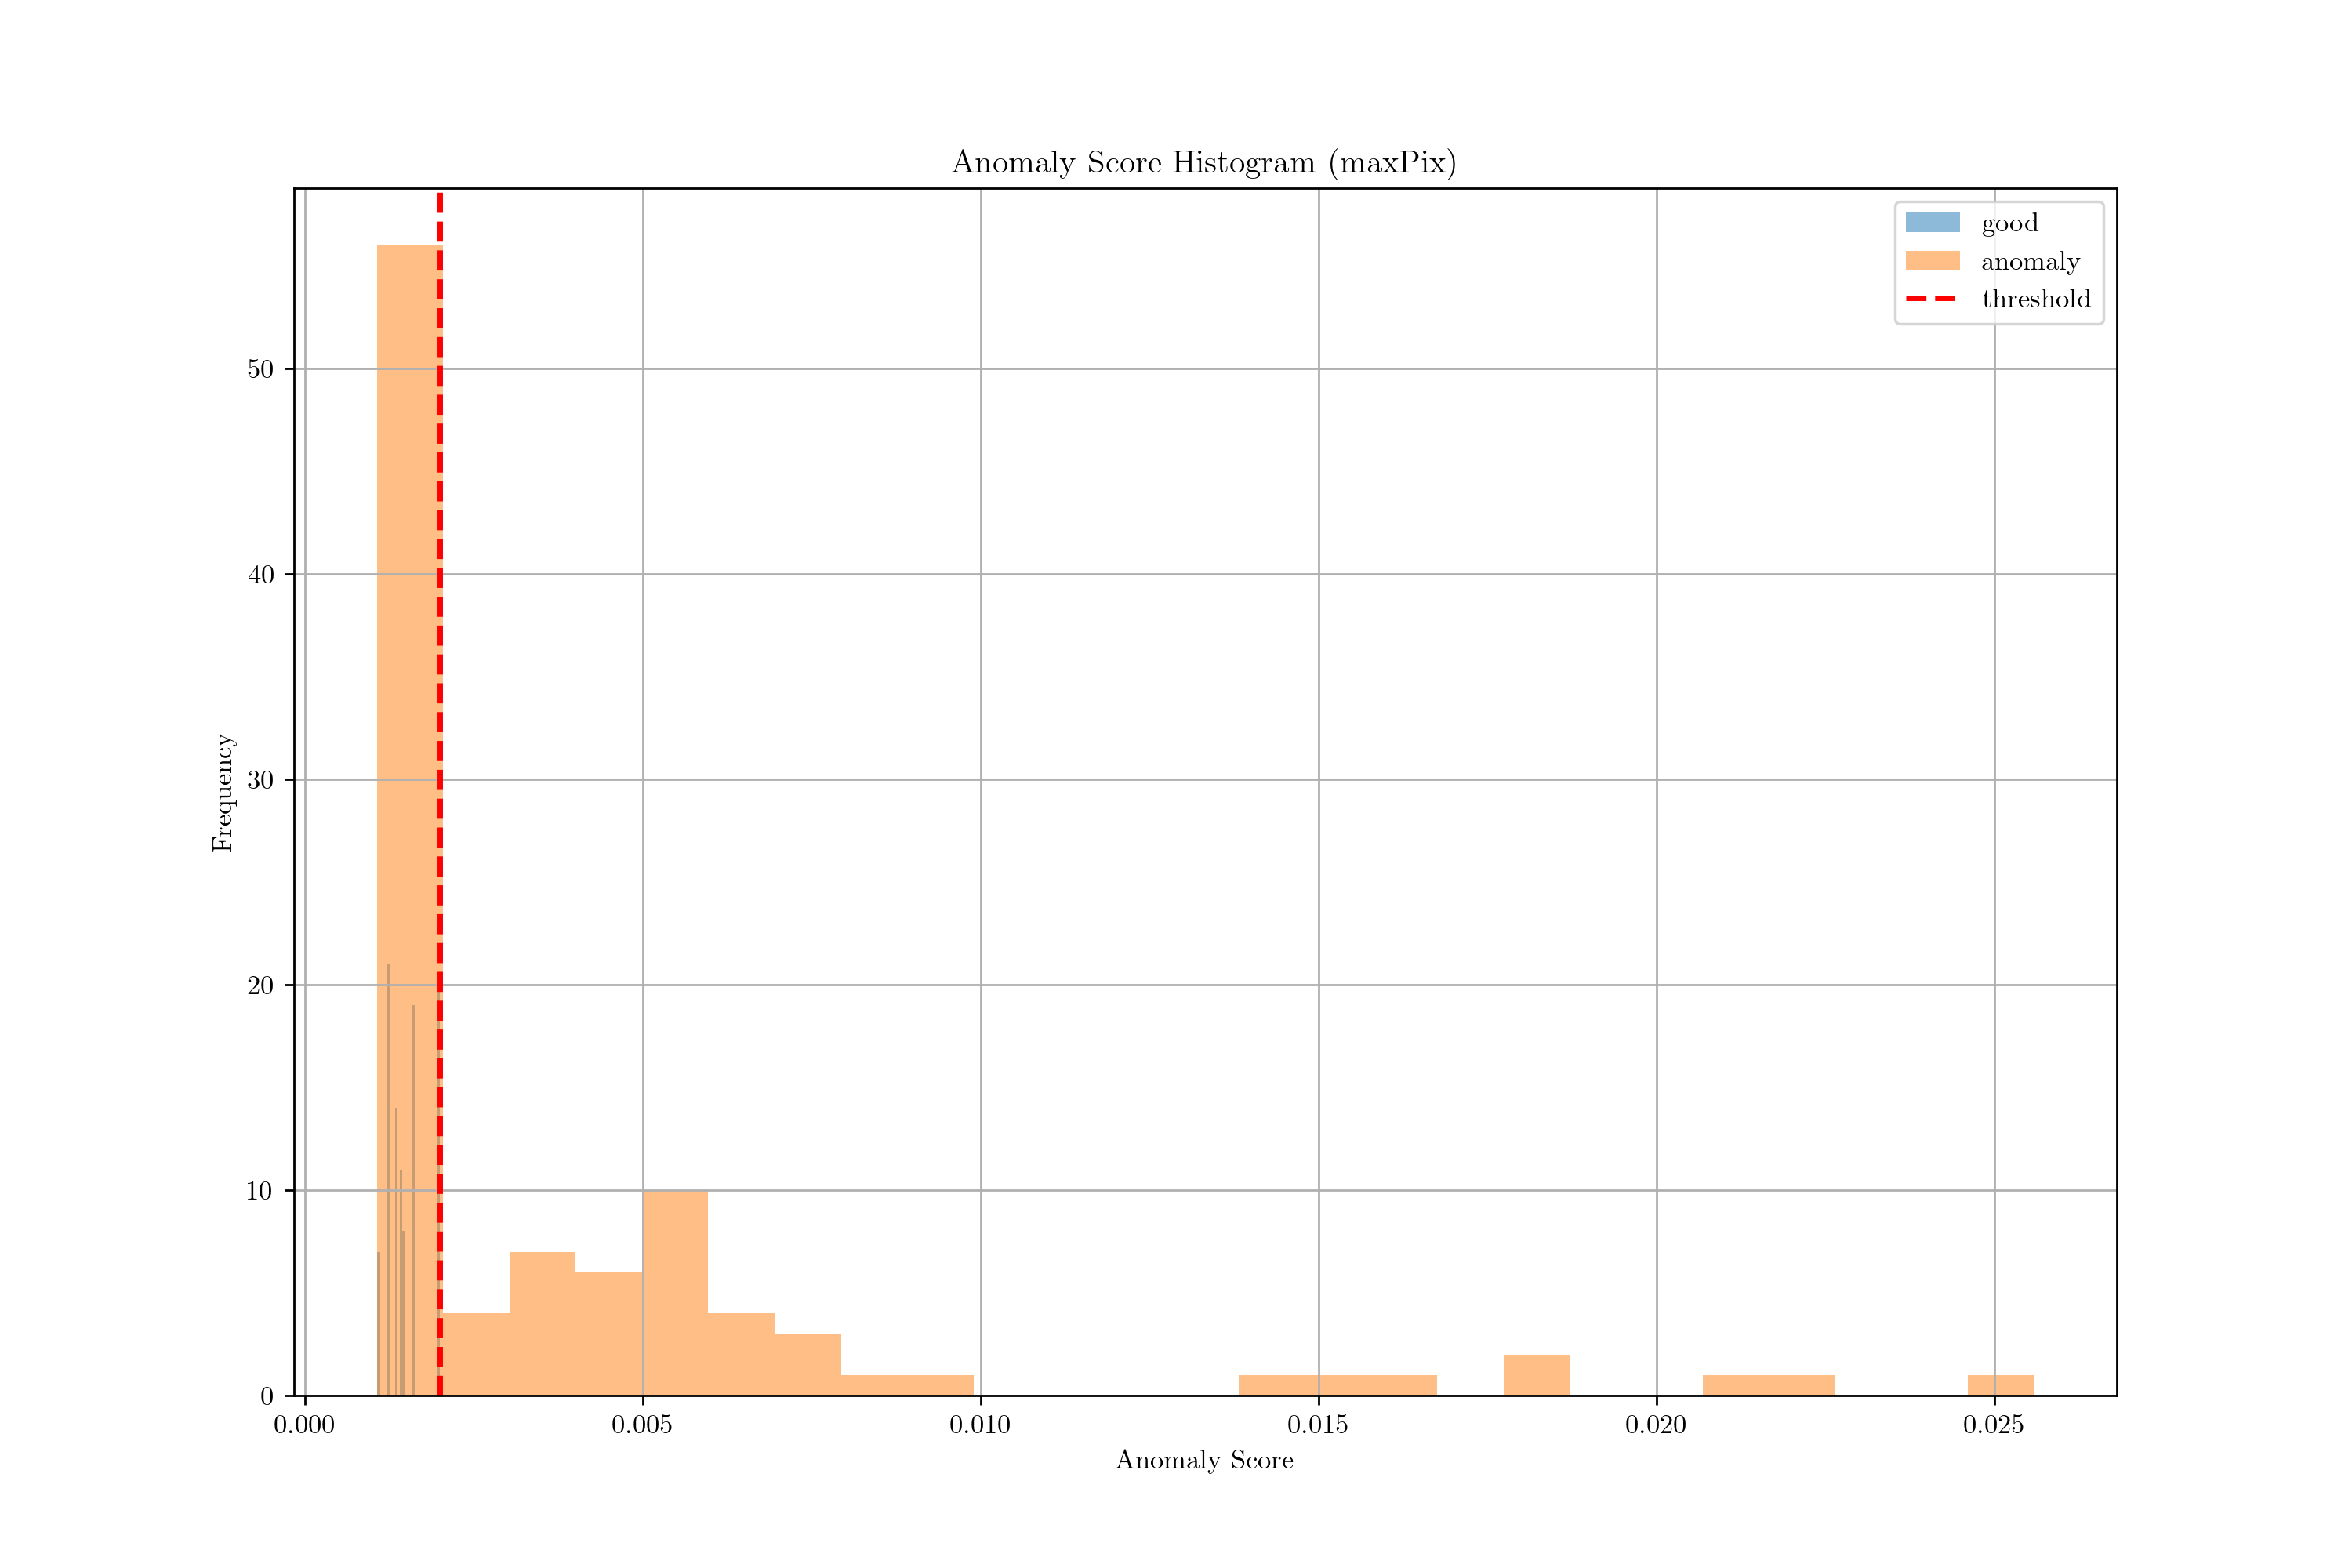 Anomaly Score Histogram (maxPix)
good
anomaly
threshold
Frequency
50
40
30
20
10
0
0.000 0.005 0.010 0.015 0.020 0.025
Anomaly Score